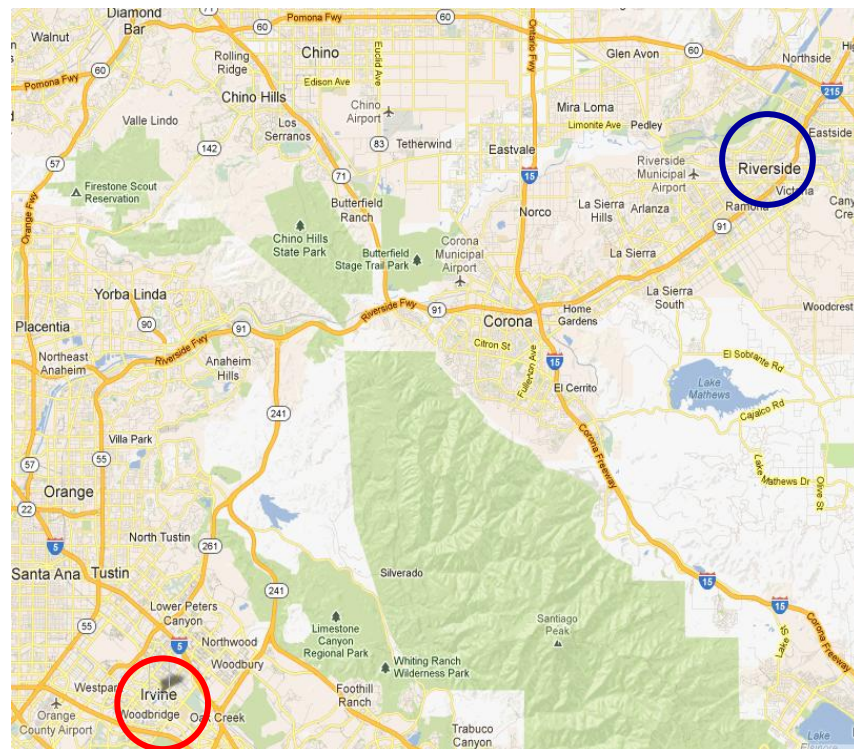 Diamond
Bar
60
60
Walnut
Chino
Ontario Fwy
Glen Avon
60
Northside
Rolling
Ridge
Euclid Ave
Pomona Fwy
60
Edison Ave
Chino Hills
215
Chino
Airport
Mira Loma
Valle Lindo
Los
Serranos
Limonite Ave
Pedley
Eastside
142
83
Tetherwind
Eastvale
57
71
15
Riverside
Municipal
Airport
Riverside
Firestone Scout
Reservation
Butterfield
Ranch
Norco
La Sierra
Hills
Arlanza
Victoria
Ramona
Orange Fwy
Chino Hills
State Park
91
Butterfield
Stage Trail Park
Corona
Municipal
Airport
La Sierra
Yorba Linda
La Sierra
South
Riverside Fwy
91
Home
Gardens
Woodcrest
Placentia
90
91
Corona
Citron St
Northeast
Anaheim
Riverside Fwy
Anaheim
Hills
Fullerton Ave
15
El Sobrante Rd
El Cerrito
Lake
Mathews
241
Cajalco Rd
Villa Park
Corona Freeway
57
55
Lake
Mathews Dr
Olive St
Orange
22
North Tustin
5
261
Silverado
Santa Ana
Tustin
241
15
15
Lower Peters
Canyon
55
Limestone
Canyon
Regional Park
Santiago
Peak
Corona Freeway
Lake St
5
Northwood
Woodbury
Whiting Ranch
Wilderness Park
Westpark
Irvine
Foothill
Ranch
Orange
County Airport
Woodbridge
Oak Creek
Trabuco
Canyon
Lake
Elsinore